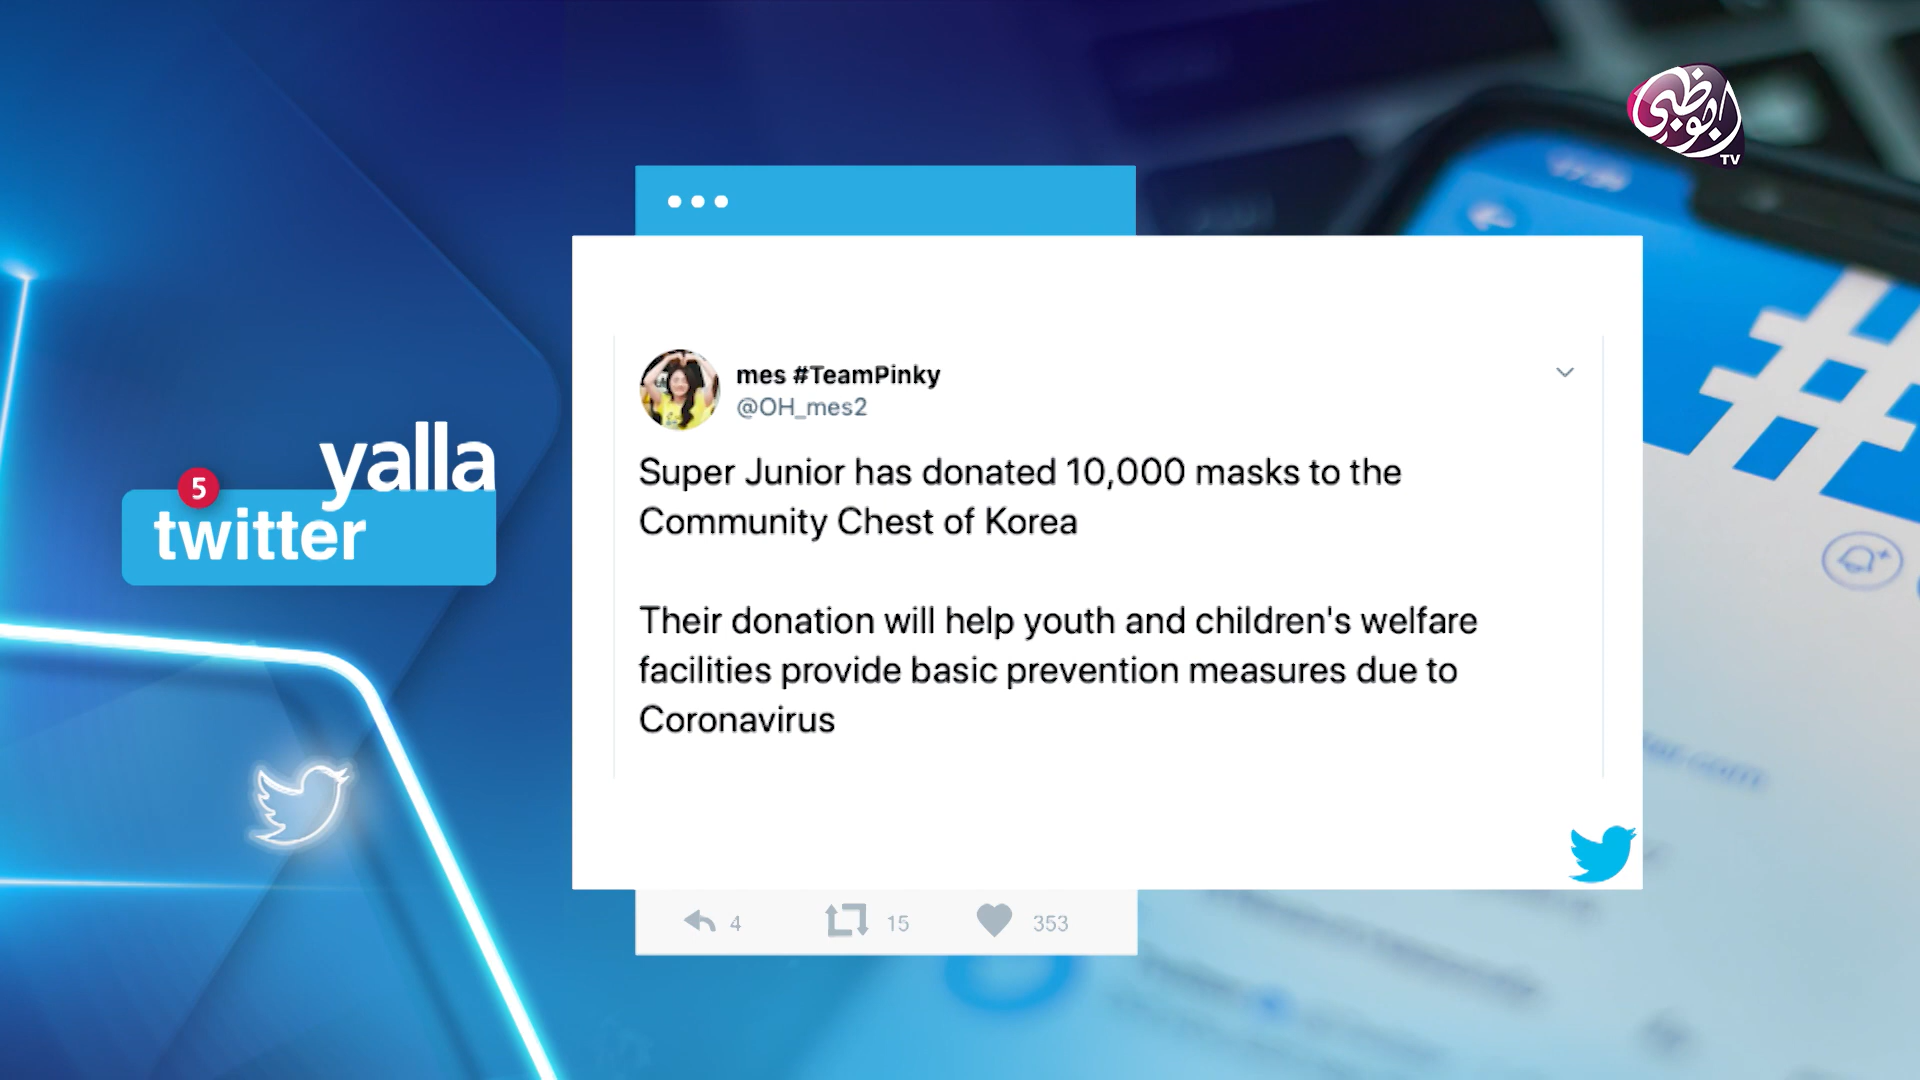 ابوظبي
TV
yalla
5
twitter
mes #TeamPinky
@OH_mes2
Super Junior has donated 10,000 masks to the
Community Chest of Korea
Their donation will help youth and children's welfare
facilities provide basic prevention measures due to
Coronavirus
4
15
353
#